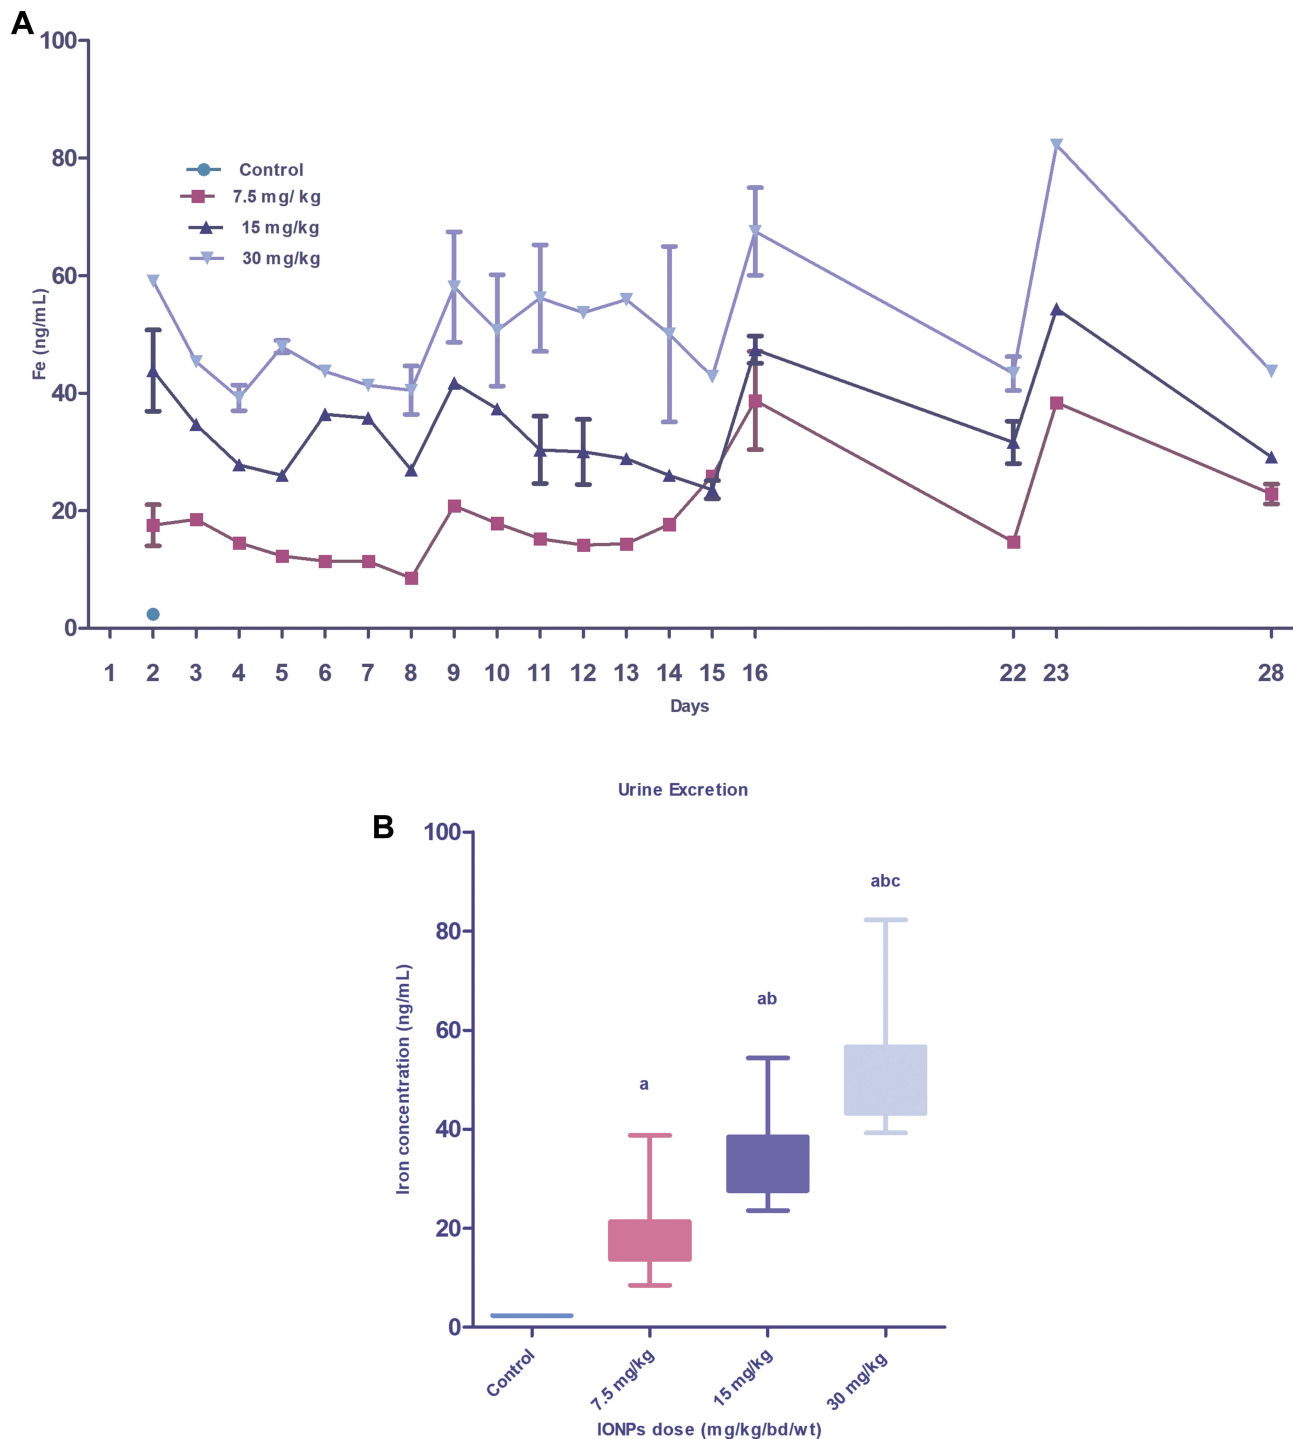 A
100
80
60
40
20
0
Fe (ng/mL)
Control
7.5 mg/ kg
15 mg/kg
30 mg/kg
1 2 3 4 5 6 7 8 9 10 11 12 13 14 15 16 22 23 28
Days
Urine Excretion
B
100
80
60
40
20
0
Iron concentration (ng/mL)
a
ab
abc
Control
7.5 mg/kg
15 mg/kg
30 mg/kg
IONPs dose (mg/kg/bd/wt)